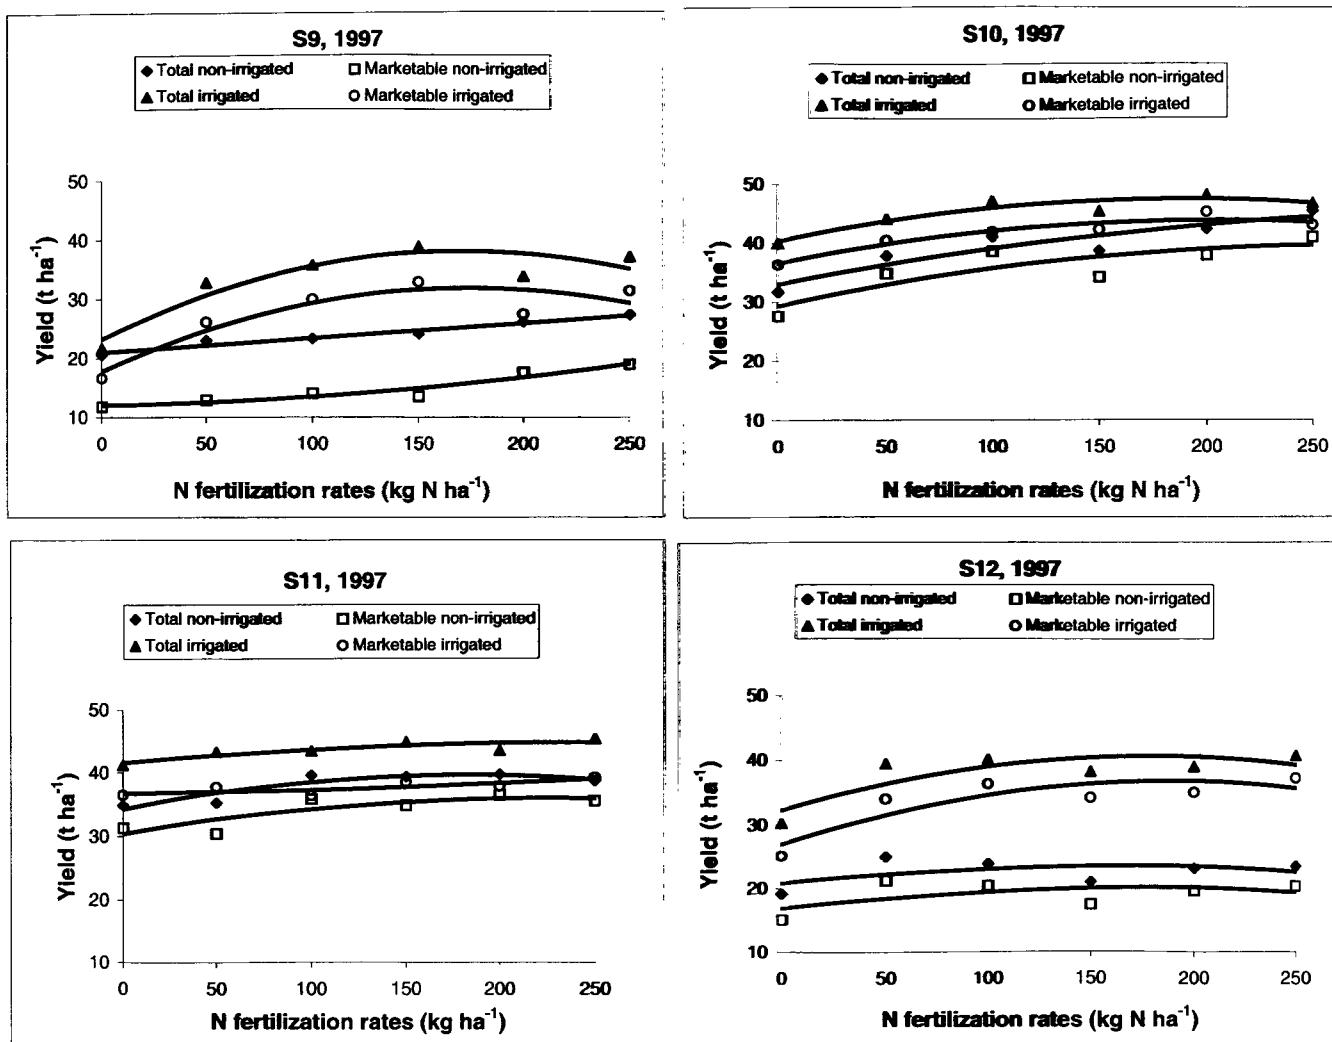 S9, 1997
Total non-irrigated Marketable non-irrigated
Total irrigated Marketable irrigated
50
40
30
20
10
0 50 100 150 200 250
Yield (t ha⁻¹)
N fertilization rates (kg N ha⁻¹)
S10, 1997
Total non-irrigated Marketable non-irrigated
Total irrigated Marketable irrigated
50
40
30
20
10
0 50 100 150 200 250
Yield (t ha⁻¹)
N fertilization rates (kg N ha⁻¹)
S11, 1997
Total non-irrigated Marketable non-irrigated
Total irrigated Marketable irrigated
50
40
30
20
10
0 50 100 150 200 250
Yield (t ha⁻¹)
N fertilization rates (kg ha⁻¹)
S12, 1997
Total non-irrigated Marketable non-irrigated
Total irrigated Marketable irrigated
50
40
30
20
10
0 50 100 150 200 250
Yield (t ha⁻¹)
N fertilization rates (kg N ha⁻¹)